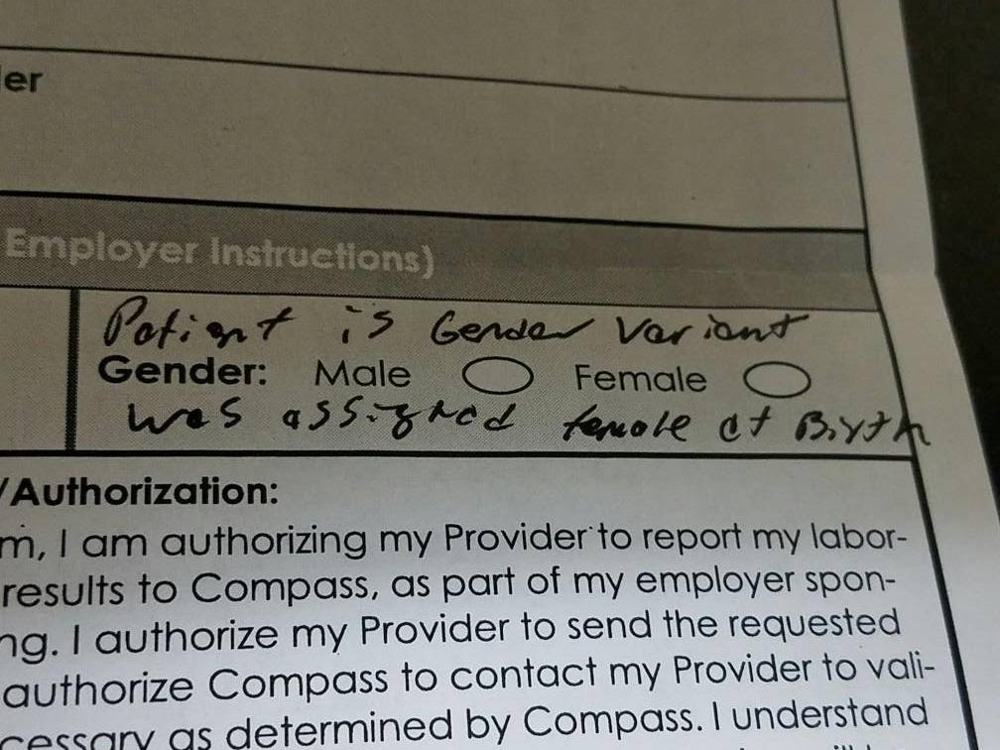 er
Employer Instructions)
Patient is Gender Variant
Gender: Male Female
was assigned female at Birth
/Authorization:
m, I am authorizing my Provider to report my labor-
results to Compass, as part of my employer spon-
ng. I authorize my Provider to send the requested
authorize Compass to contact my Provider to vali-
cessary as determined by Compass. I understand